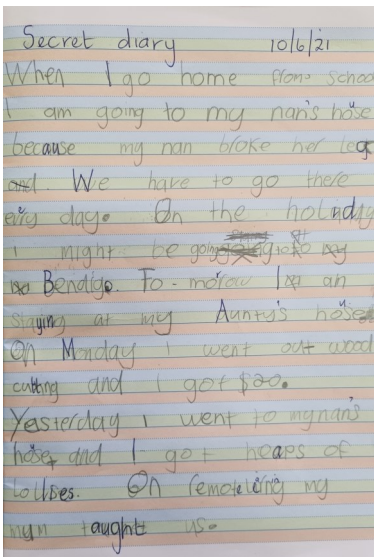 Secret diary 10/6/21
When I go home from school
I am going to my nan's hose
because my nan broke her leg
and. We have to go there
evry day. On the holinday
I might be going to
Bendigo. To-morow I an
staying at my Aunty's hose
On Monday i went out wood
cutting and i got $20.
Yesterday i went to my nan's
hose and I got heaps of
lollises. On remotelering my
mum taught us.